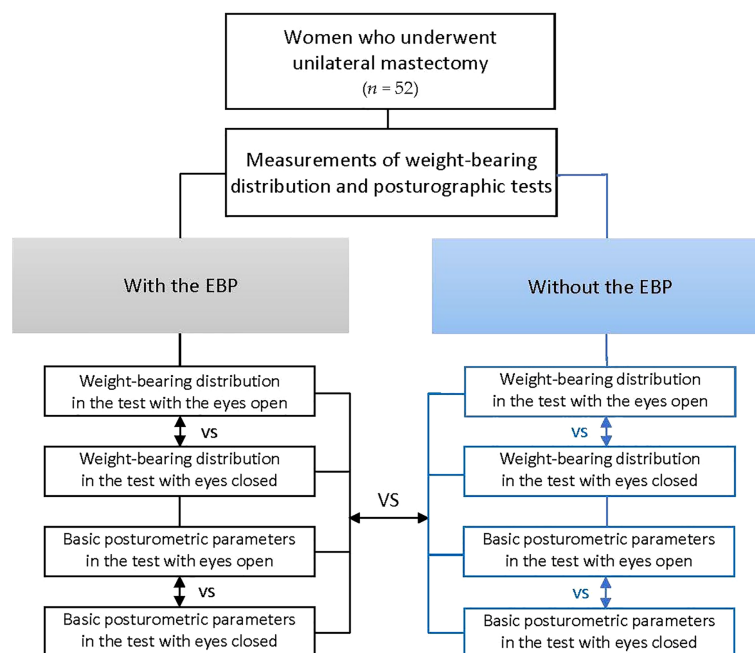 Women who underwent
unilateral mastectomy
(n = 52)
Measurements of weight-bearing
distribution and posturographic tests
With the EBP
Without the EBP
Weight-bearing distribution
in the test with the eyes open
vs
Weight-bearing distribution
in the test with eyes closed
Basic posturometric parameters
in the test with eyes open
vs
Basic posturometric parameters
in the test with eyes closed
VS
Weight-bearing distribution
in the test with the eyes open
vs
Weight-bearing distribution
in the test with eyes closed
Basic posturometric parameters
in the test with eyes open
vs
Basic posturometric parameters
in the test with eyes closed